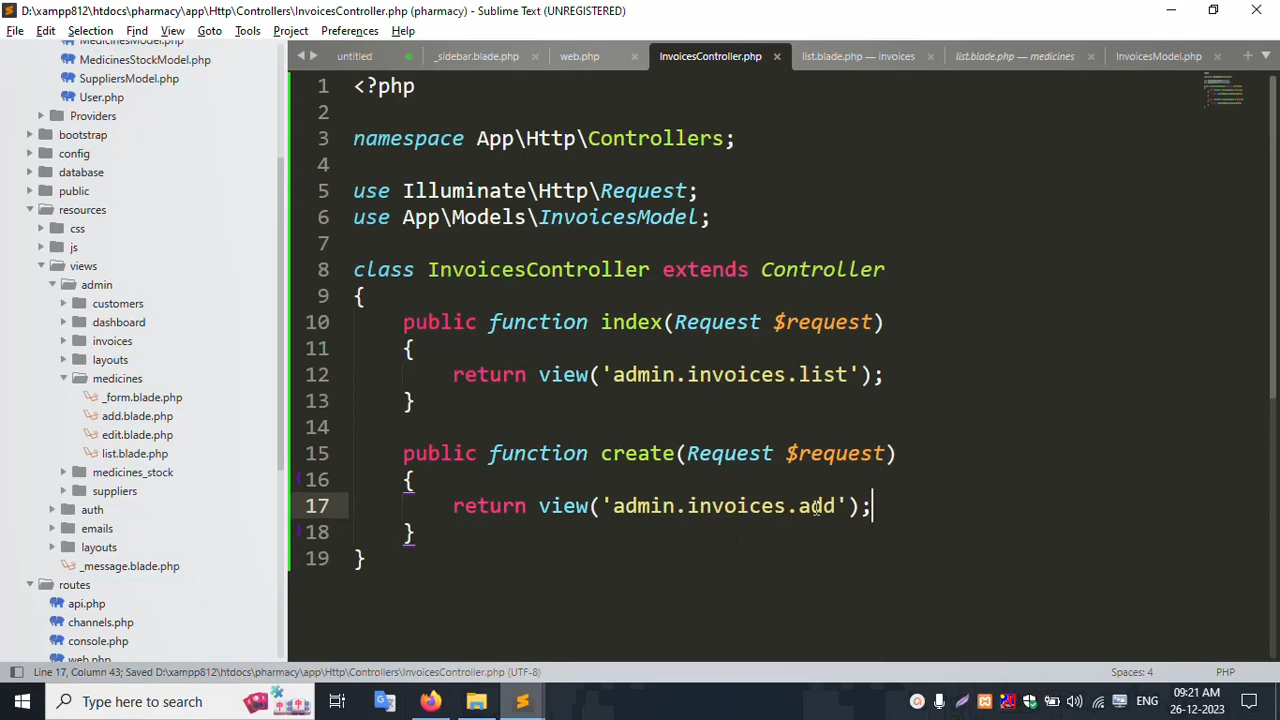 D:\xampp812\htdocs\pharmacy\app\Http\Controllers\InvoicesController.php (pharmacy) - Sublime Text (UNREGISTERED)
File Edit Selection Find View Goto Tools Project Preferences Help
untitled _sidebar.blade.php web.php InvoicesController.php list.blade.php — invoices list.blade.php — medicines InvoicesModel.php
MedicinesModel.php
MedicinesStockModel.php
SuppliersModel.php
User.php
Providers
bootstrap
config
database
public
resources
css
js
views
admin
customers
dashboard
invoices
layouts
medicines
_form.blade.php
add.blade.php
edit.blade.php
list.blade.php
medicines_stock
suppliers
auth
emails
layouts
_message.blade.php
routes
api.php
channels.php
console.php
web.php
1 <?php
2
3 namespace App\Http\Controllers;
4
5 use Illuminate\Http\Request;
6 use App\Models\InvoicesModel;
7
8 class InvoicesController extends Controller
9 {
10 public function index(Request $request)
11 {
12 return view('admin.invoices.list');
13 }
14
15 public function create(Request $request)
16 {
17 return view('admin.invoices.add');
18 }
19 }
Line 17, Column 43; Saved D:\xampp812\htdocs\pharmacy\app\Http\Controllers\InvoicesController.php (UTF-8) Spaces: 4 PHP
Type here to search
ENG
09:21 AM
26-12-2023